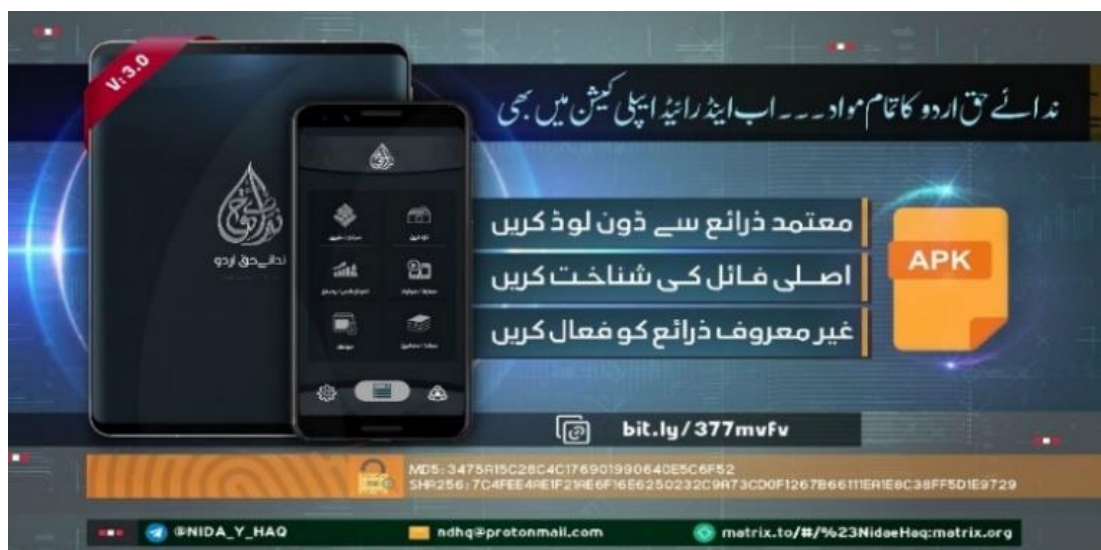 V: 3.0
ندائے حق اردو کا تمام مواد ۔۔۔ اب اینڈرائیڈ ایپلی کیشن میں بھی
ندائے حق اردو
معتمد ذرائع سے ڈون لوڈ کریں
اصلی فائل کی شناخت کریں
غیر معروف ذرائع کو فعال کریں
APK
bit.ly/377mvFv
MD5:3475A15C28C4C176901990640E5C6F52
@NIDA_Y_HAQ
ndhq@protonmail.com
matrix.to/#/%23NidaeHaq:matrix.org